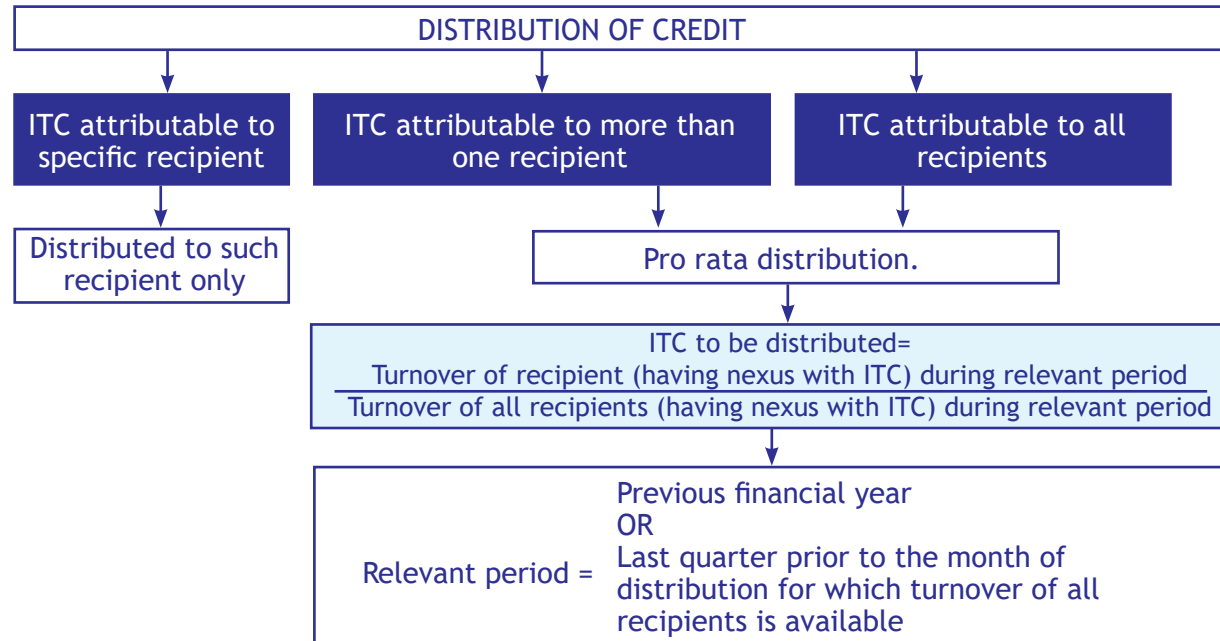 DISTRIBUTION OF CREDIT
ITC attributable to
specific recipient
ITC attributable to more than
one recipient
ITC attributable to all
recipients
Distributed to such
recipient only
Pro rata distribution.
ITC to be distributed=
Turnover of recipient (having nexus with ITC) during relevant period
Turnover of all recipients (having nexus with ITC) during relevant period
Relevant period =
Previous financial year
OR
Last quarter prior to the month of
distribution for which turnover of all
recipients is available